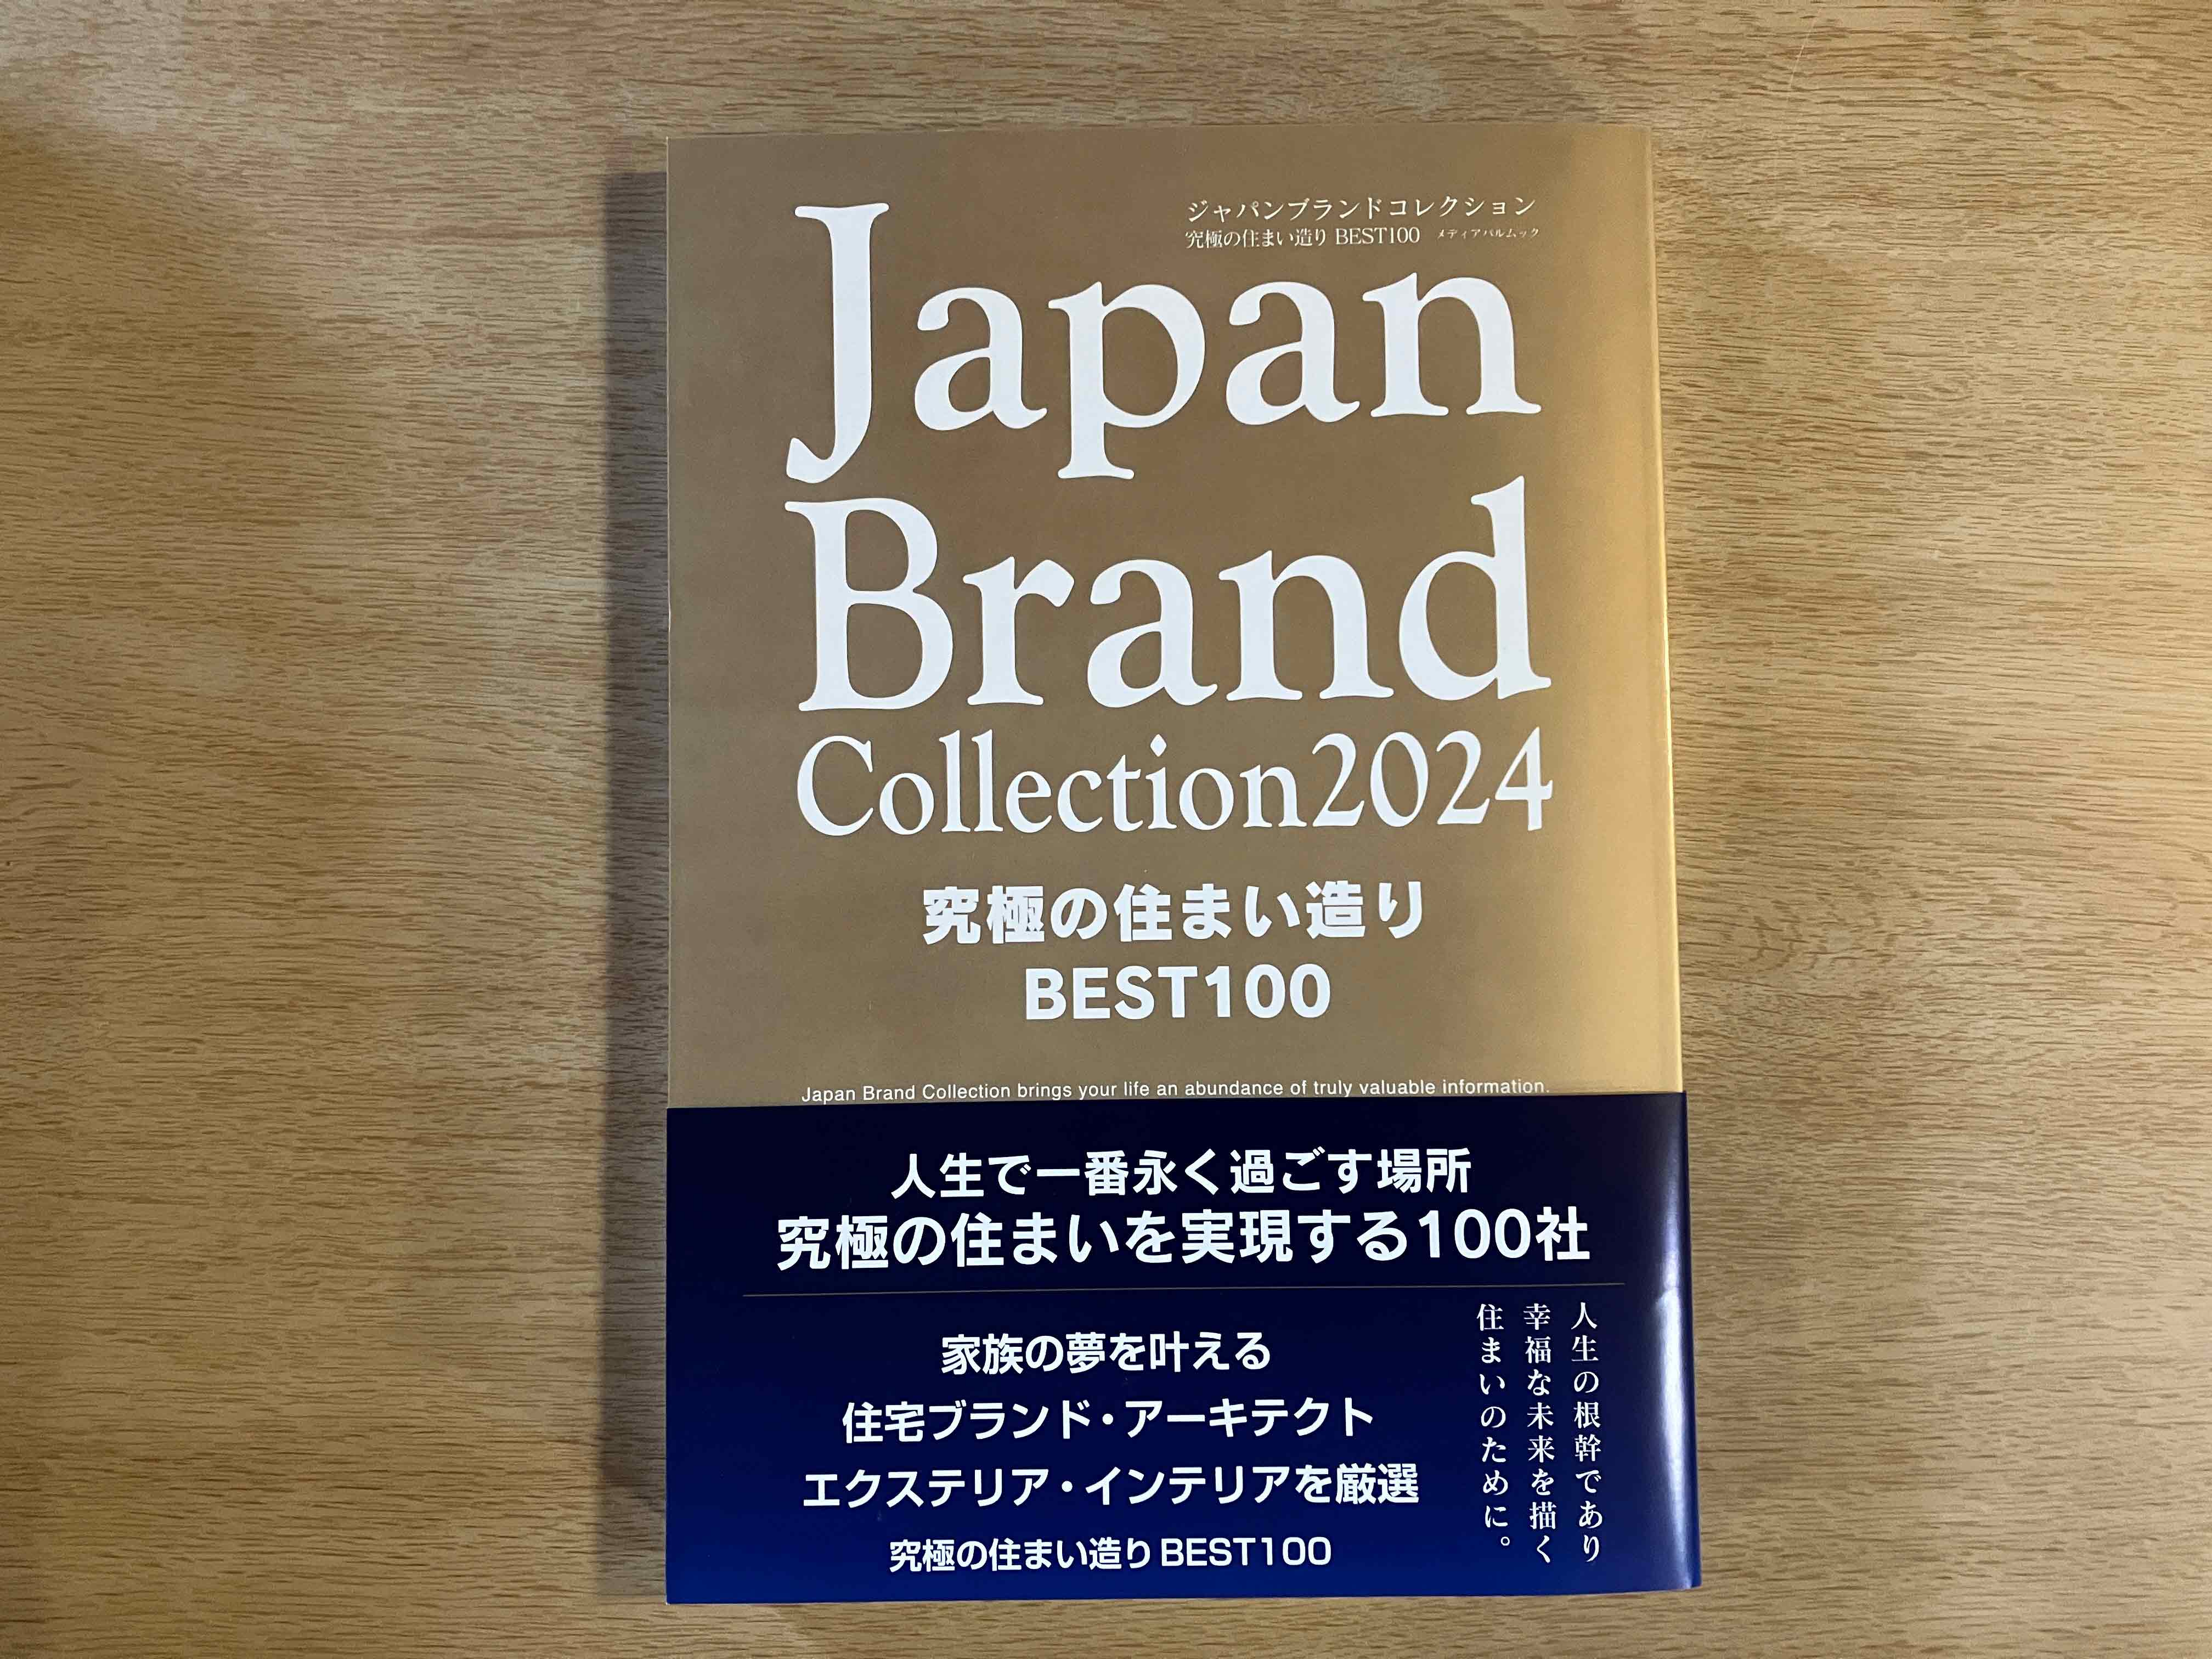 ジャパンブランドコレクション
究極の住まい造り BEST100 メディアパルムック
Japan
Brand
Collection2024
究極の住まい造り
BEST100
Japan Brand Collection brings your life an abundance of truly valuable information.
人生で一番永く過ごす場所
究極の住まいを実現する100社
家族の夢を叶える
住宅ブランド・アーキテクト
エクステリア・インテリアを厳選
究極の住まい造りBEST100
人生の根幹であり
幸福な未来を描く
住まいのために。